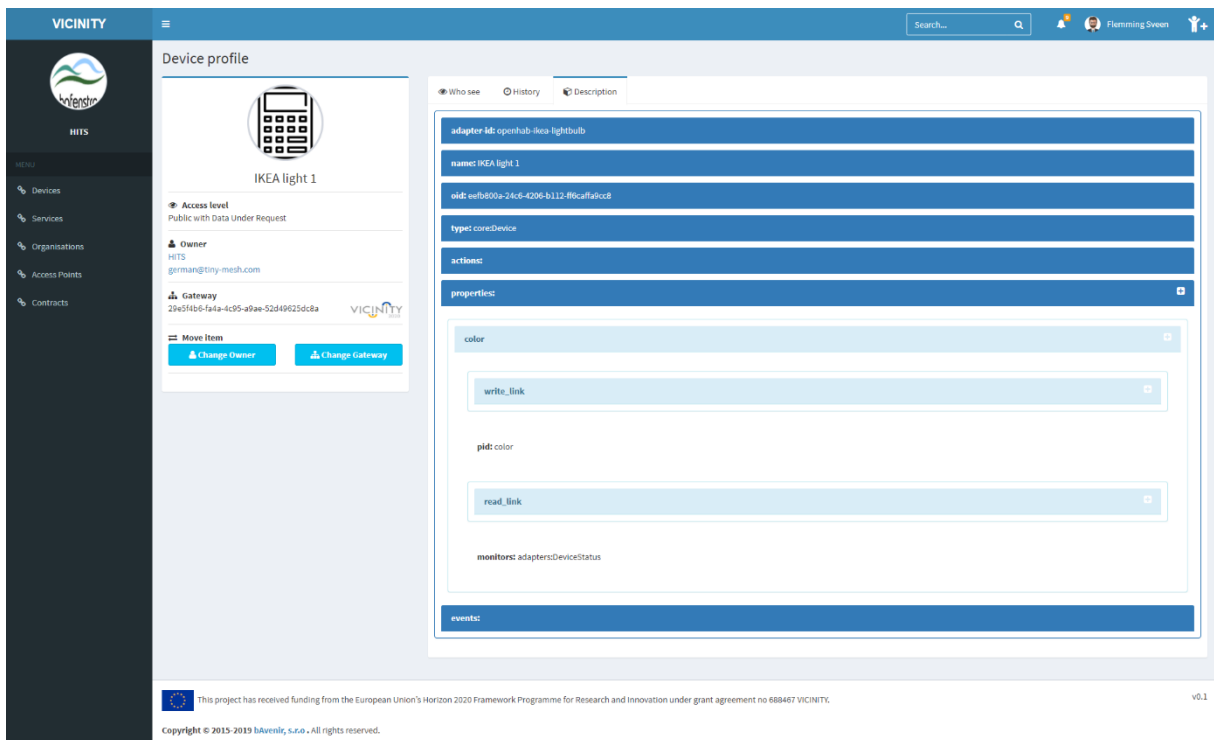 VICINITY
Search...
Flemming Sveen
HITS
MENU
Devices
Services
Organisations
Access Points
Contracts
Device profile
IKEA light 1
Access level
Public with Data Under Request
Owner
HITS
german@tiny-mesh.com
Gateway
29e5f4b6-fa4a-4c95-a9ae-52d49625dc8a
VICINITY
Move item
Change Owner
Change Gateway
Who see
History
Description
adapter-id: openhab-ikea-lightbulb
name: IKEA light 1
oid: eefb800a-24c6-4206-b112-ff6caffa9cc8
type: core:Device
actions:
properties:
color
write_link
pid: color
read_link
monitors: adapters:DeviceStatus
events:
This project has received funding from the European Union's Horizon 2020 Framework Programme for Research and Innovation under grant agreement no 688467 VICINITY.
v0.1
Copyright © 2015-2019 bAvenir, s.r.o . All rights reserved.